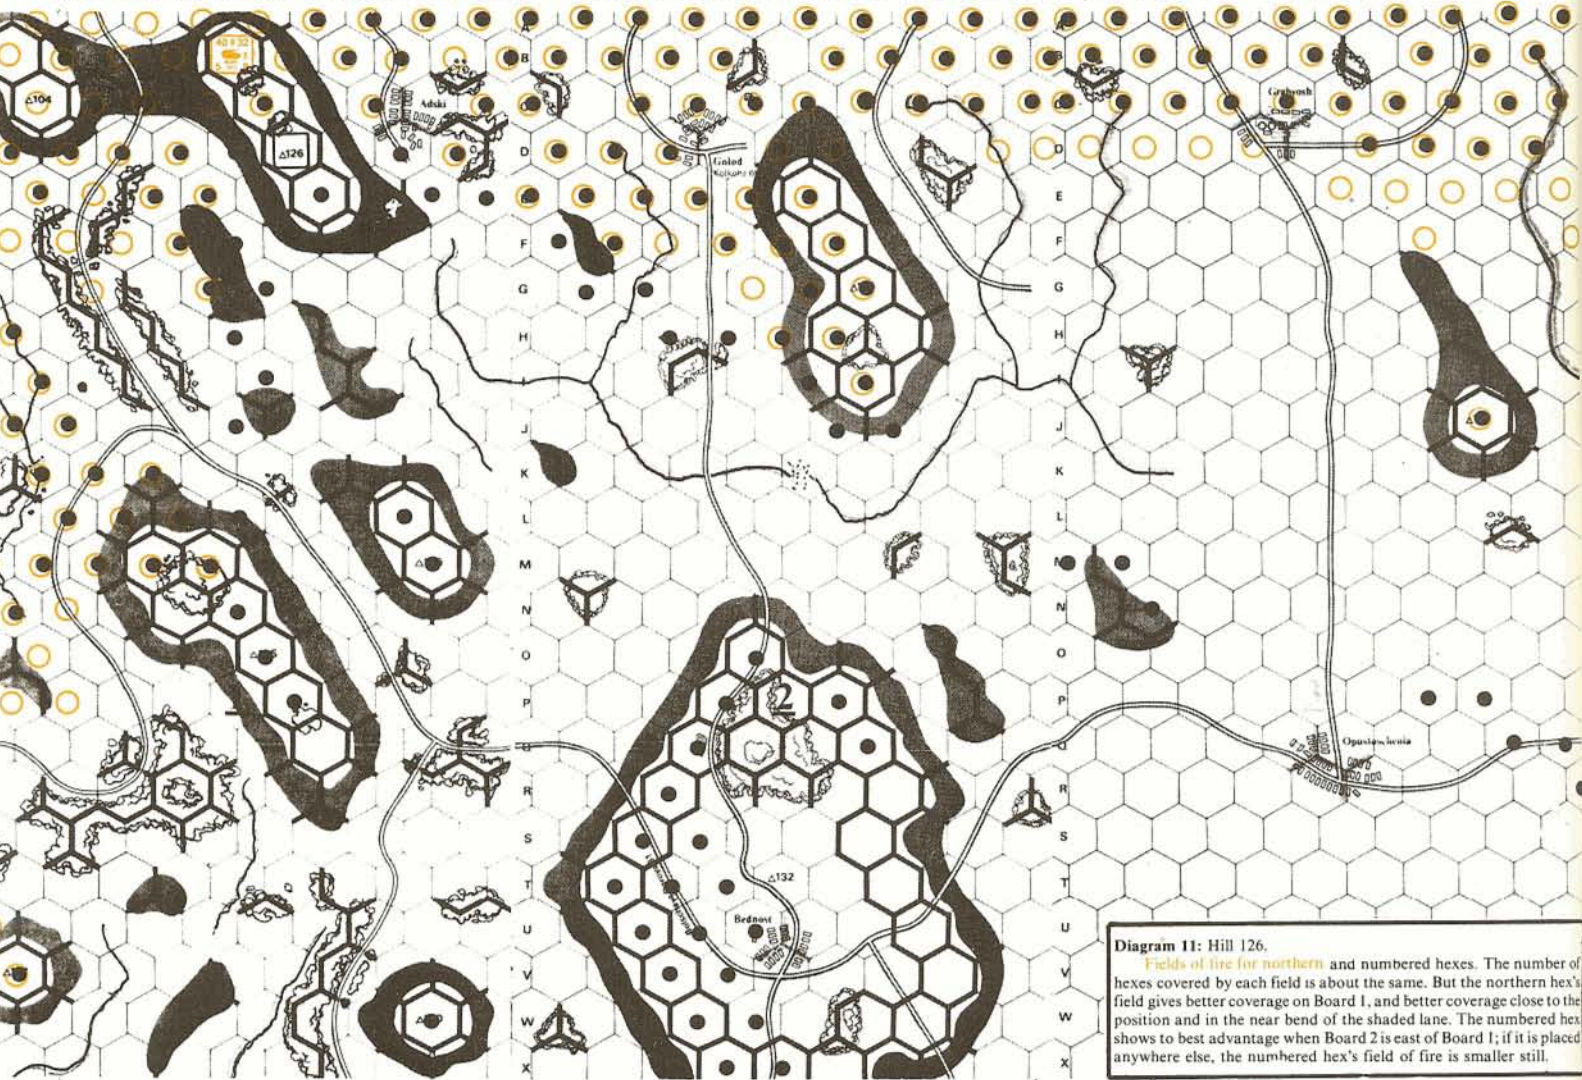 △104
△126
Adski
Golod
Grabyosh
A
B
D
E
F
G
H
J
K
L
M
N
O
P
R
S
T
U
V
W
X
E
F
G
H
J
K
L
N
O
P
R
S
T
U
V
W
X
2
△132
Bednost
Diagram 11: Hill 126.
Fields of fire for northern and numbered hexes. The number of
hexes covered by each field is about the same. But the northern hex's
field gives better coverage on Board 1, and better coverage close to the
position and in the near bend of the shaded lane. The numbered hex
shows to best advantage when Board 2 is east of Board 1; if it is placed
anywhere else, the numbered hex's field of fire is smaller still.